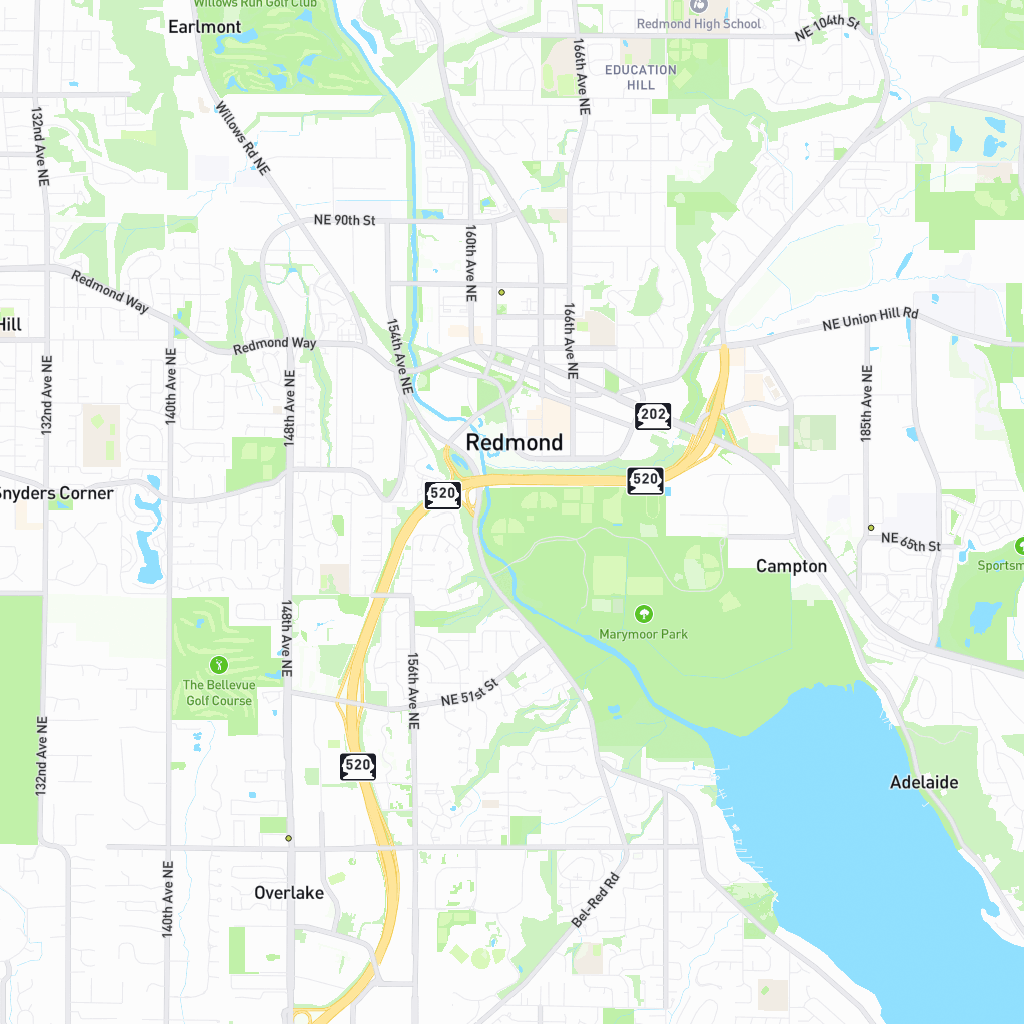 Willows Run Golf Club
Earlmont
Redmond High School
NE 104th St
166th Ave NE
EDUCATION
HILL
132nd Ave NE
Willows Rd NE
NE 90th St
160th Ave NE
Redmond Way
Hill
Redmond Way
154th Ave NE
166th Ave NE
NE Union Hill Rd
132nd Ave NE
140th Ave NE
148th Ave NE
185th Ave NE
202
Redmond
520
520
Snyders Corner
NE 65th St
Campton
Sportsm
148th Ave NE
Marymoor Park
The Bellevue
Golf Course
156th Ave NE
NE 51st St
132nd Ave NE
520
Adelaide
140th Ave NE
Overlake
Bel-Red Rd